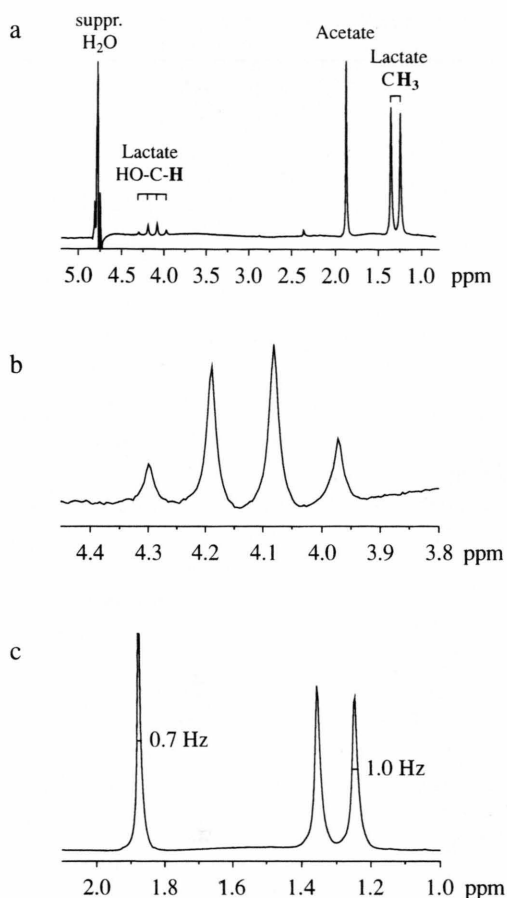 a
suppr.
H₂O
Acetate
Lactate
CH₃
Lactate
HO-C-H
5.0 4.5 4.0 3.5 3.0 2.5 2.0 1.5 1.0 ppm
b
4.4 4.3 4.2 4.1 4.0 3.9 3.8 ppm
c
0.7 Hz
1.0 Hz
2.0 1.8 1.6 1.4 1.2 1.0 ppm